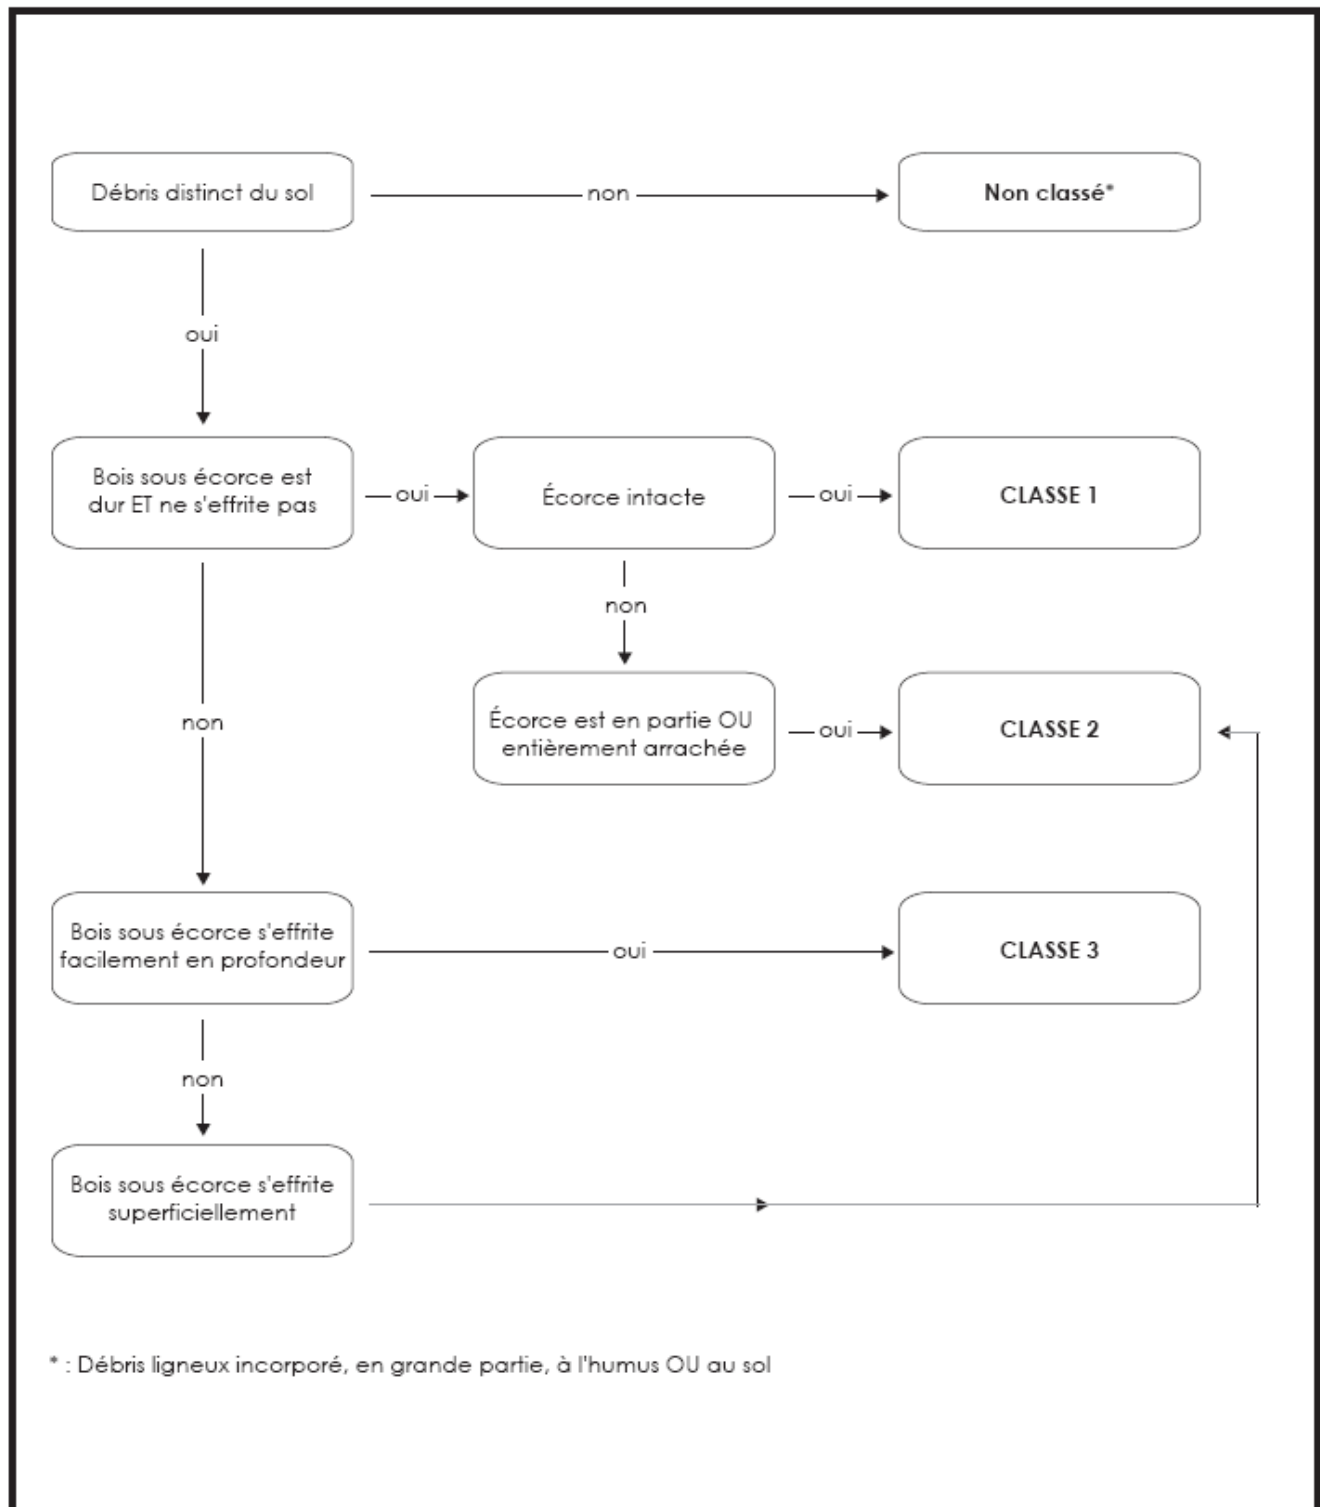 Débris distinct du sol
non
Non classé*
oui
Bois sous écorce est
dur ET ne s'effrite pas
oui
Écorce intacte
oui
CLASSE 1
non
non
Écorce est en partie OU
entièrement arrachée
oui
CLASSE 2
Bois sous écorce s'effrite
facilement en profondeur
oui
CLASSE 3
non
Bois sous écorce s'effrite
superficiellement
* : Débris ligneux incorporé, en grande partie, à l'humus OU au sol